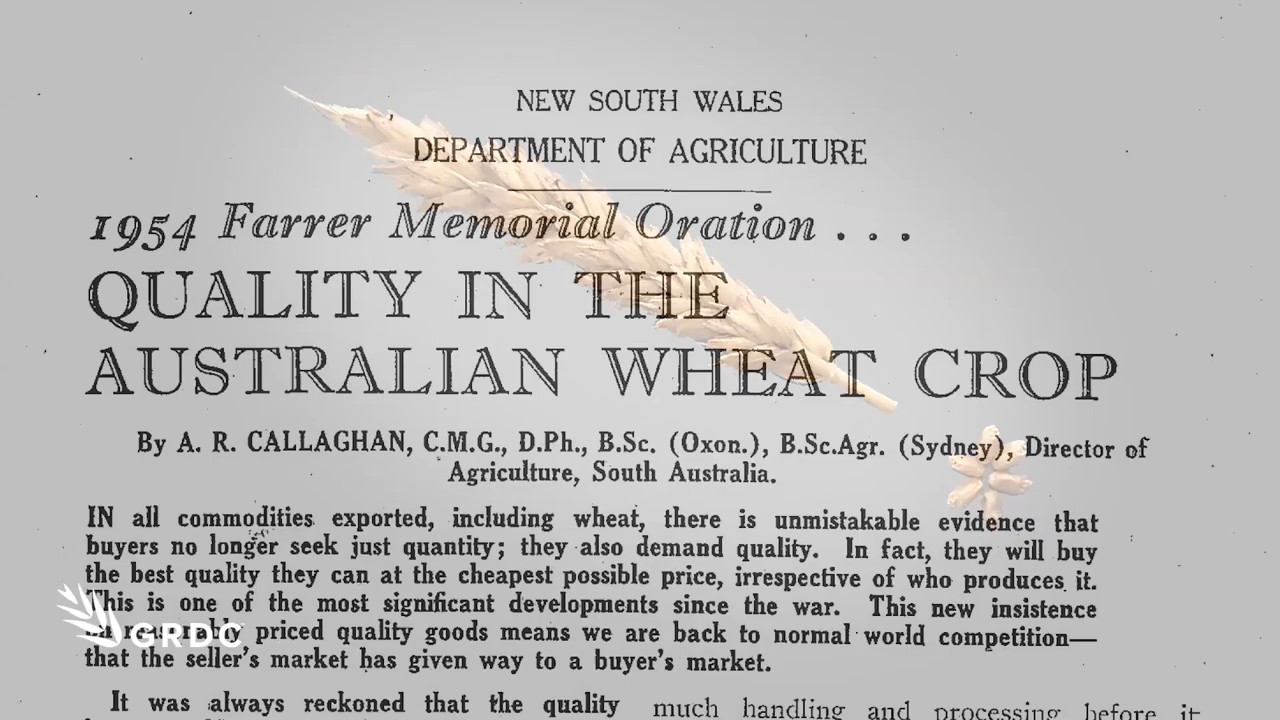 NEW SOUTH WALES
DEPARTMENT OF AGRICULTURE
1954 Farrer Memorial Oration . . .
QUALITY IN THE
AUSTRALIAN WHEAT CROP
By A. R. CALLAGHAN, C.M.G., D.Ph., B.Sc. (Oxon.), B.Sc.Agr. (Sydney), Director of
Agriculture, South Australia.
IN all commodities exported, including wheat, there is unmistakable evidence that
buyers no longer seek just quantity; they also demand quality. In fact, they will buy
the best quality they can at the cheapest possible price, irrespective of who produces it.
This is one of the most significant developments since the war. This new insistence
on reasonably priced quality goods means we are back to normal world competition—
that the seller's market has given way to a buyer's market.
It was always reckoned that the quality
much handling and processing before it
GRDC